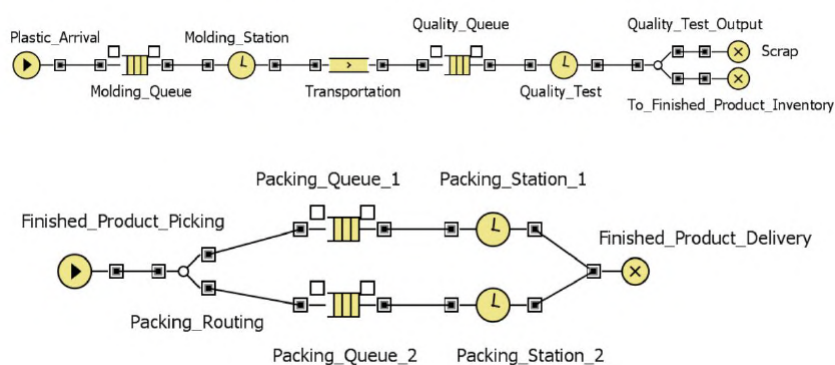 Plastic_Arrival
Molding_Queue
Molding_Station
Transportation
Quality_Queue
Quality_Test
Quality_Test_Output
Scrap
To_Finished_Product_Inventory
Finished_Product_Picking
Packing_Routing
Packing_Queue_1
Packing_Station_1
Packing_Queue_2
Packing_Station_2
Finished_Product_Delivery